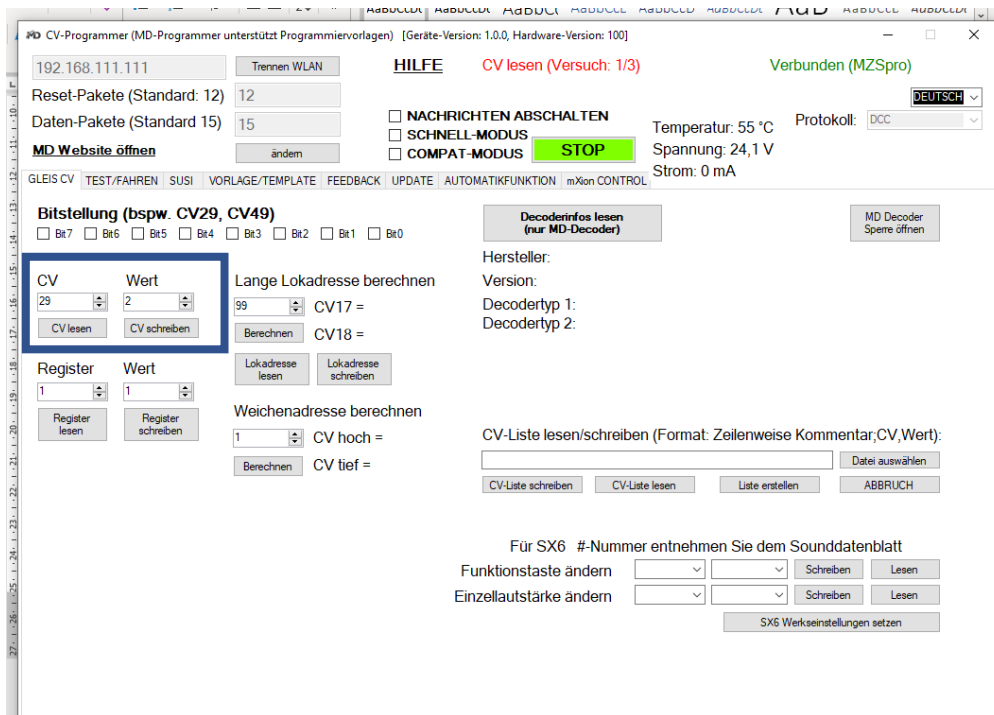 AaBbCcDc AaBbCcDc AaBbC( AaBbCcC AaBbCcD AaBbCcDc AaB AaBbCcC AaBbCcDc
CV-Programmer (MD-Programmer unterstützt Programmiervorlagen) [Geräte-Version: 1.0.0, Hardware-Version: 100]
192.168.111.111 Trennen WLAN HILFE CV lesen (Versuch: 1/3) Verbunden (MZSpro)
Reset-Pakete (Standard: 12) 12 DEUTSCH
Daten-Pakete (Standard 15) 15 NACHRICHTEN ABSCHALTEN Temperatur: 55 °C Protokoll: DCC
SCHNELL-MODUS
MD Website öffnen ändern COMPAT-MODUS STOP Spannung: 24,1 V
Strom: 0 mA
GLEIS CV TEST/FAHREN SUSI VORLAGE/TEMPLATE FEEDBACK UPDATE AUTOMATIKFUNKTION mXion CONTROL
Bitstellung (bspw. CV29, CV49) Decoderinfos lesen MD Decoder
Bit7 Bit6 Bit5 Bit4 Bit3 Bit2 Bit1 Bit0 (nur MD-Decoder) Sperre öffnen
Hersteller:
CV Wert Lange Lokadresse berechnen Version:
29 2 99 CV17 = Decodertyp 1:
CV lesen CV schreiben Berechnen CV18 = Decodertyp 2:
Register Wert Lokadresse lesen Lokadresse schreiben
1 1
Register lesen Register schreiben Weichenadresse berechnen
1 CV hoch = CV-Liste lesen/schreiben (Format: Zeilenweise Kommentar;CV,Wert):
Berechnen CV tief = Datei auswählen
CV-Liste schreiben CV-Liste lesen Liste erstellen ABBRUCH
Für SX6 #-Nummer entnehmen Sie dem Sounddatenblatt
Funktionstaste ändern Schreiben Lesen
Einzellautstärke ändern Schreiben Lesen
SX6 Werkseinstellungen setzen